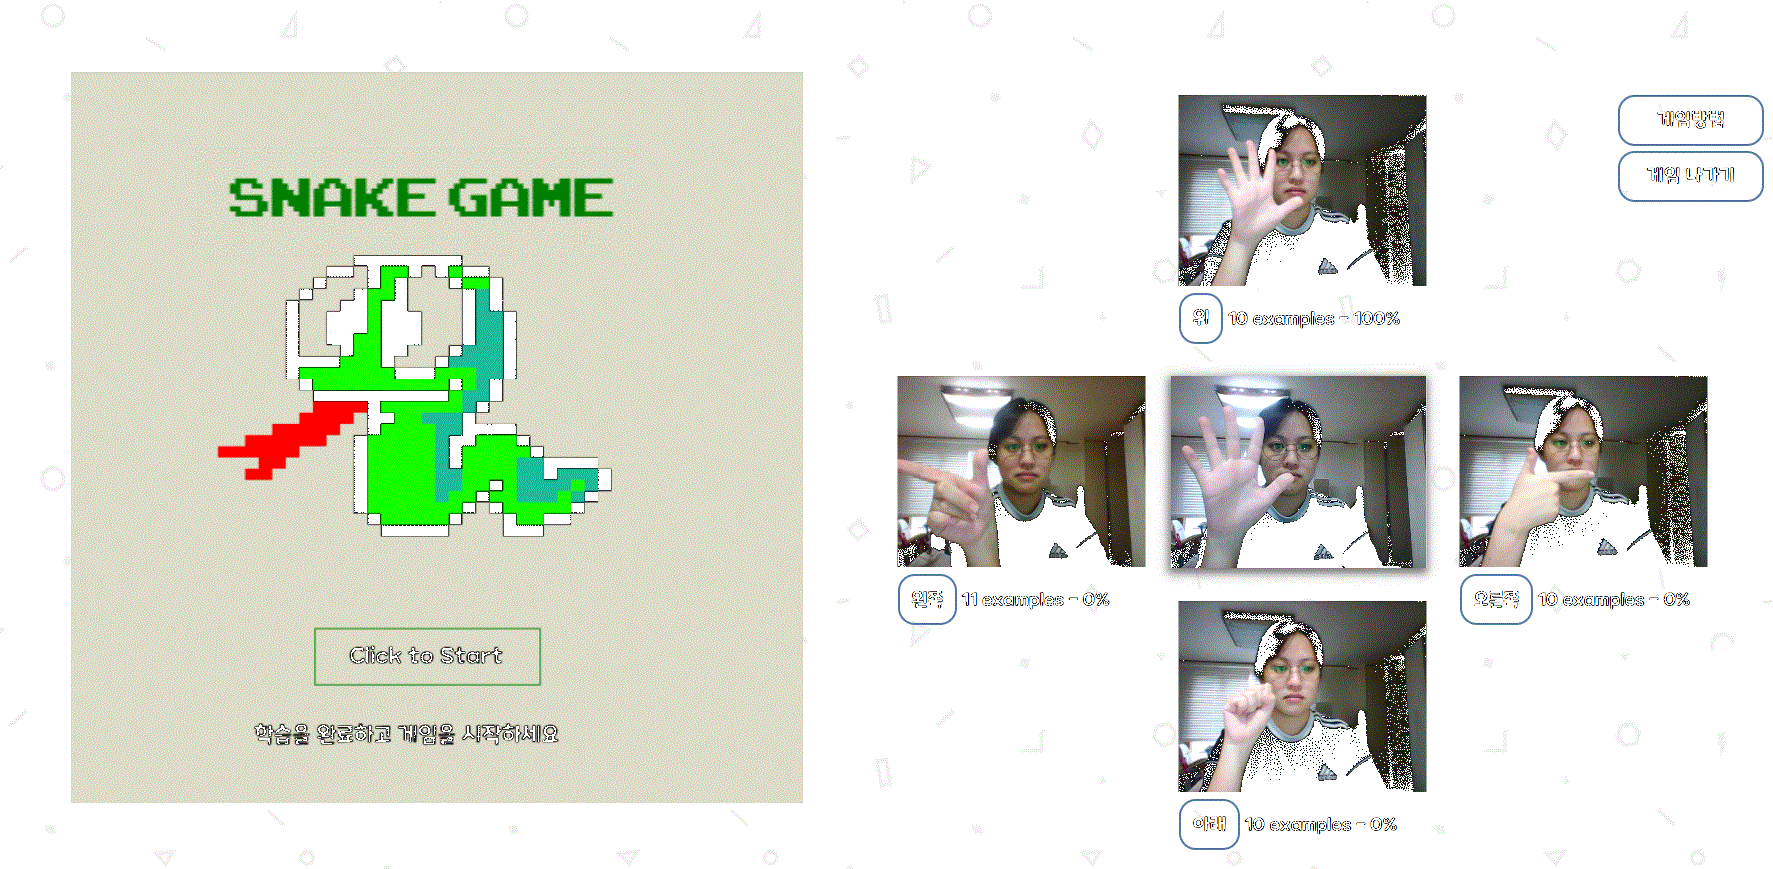 SNAKE GAME
Click to Start
학습을 완료하고 게임을 시작하세요
게임방법
게임 나가기
위 10 examples - 100%
왼쪽 11 examples - 0%
오른쪽 10 examples - 0%
아래 10 examples - 0%